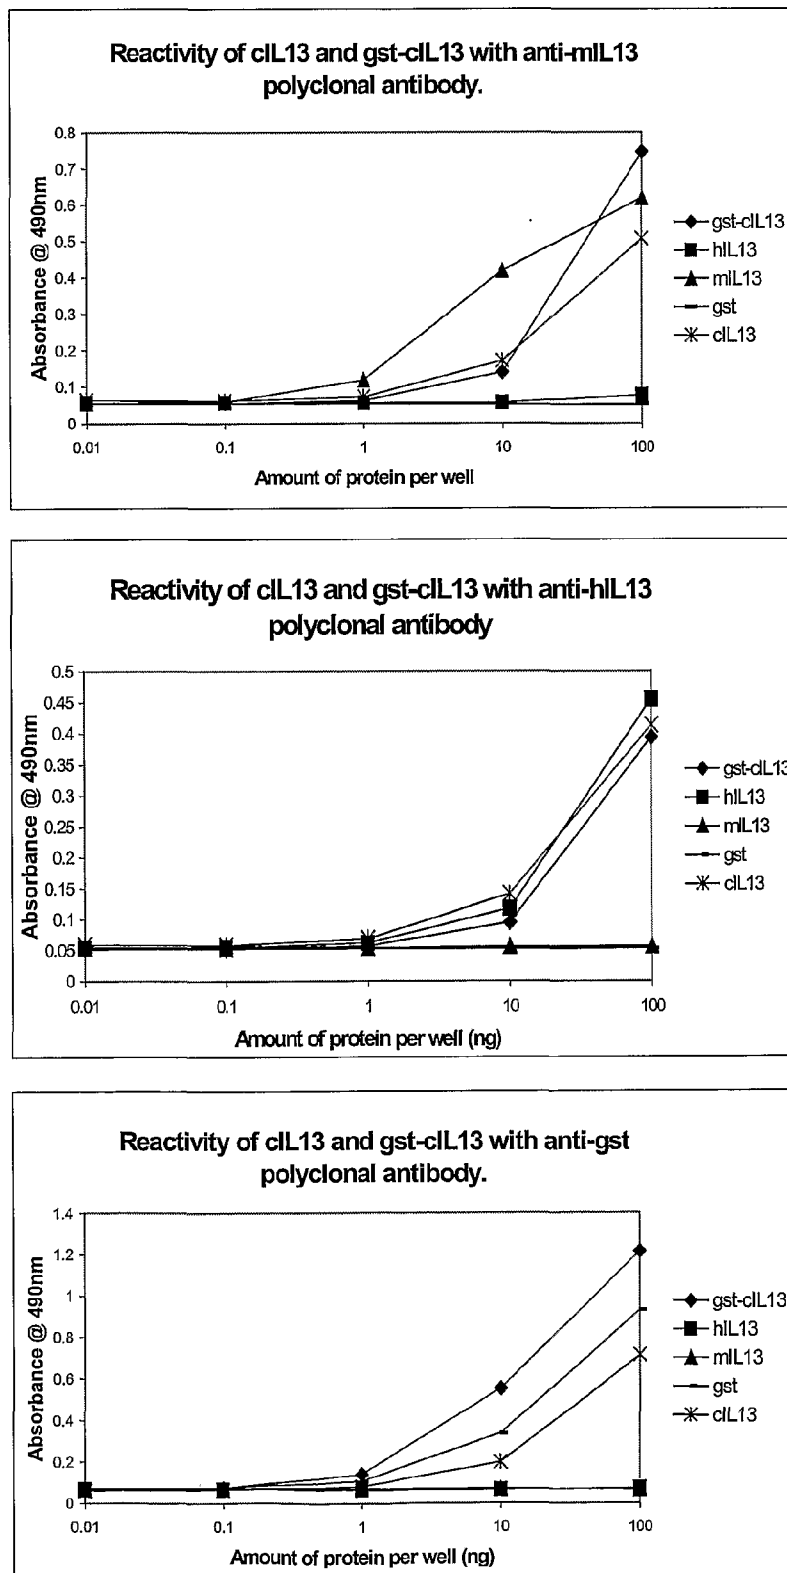 Reactivity of cIL13 and gst-cIL13 with anti-mIL13
polyclonal antibody.
Absorbance @ 490nm
0.8
0.7
0.6
0.5
0.4
0.3
0.2
0.1
0
0.01 0.1 1 10 100
Amount of protein per well
gst-cIL13
hIL13
mIL13
gst
cIL13
Reactivity of cIL13 and gst-cIL13 with anti-hIL13
polyclonal antibody
Absorbance @ 490nm
0.5
0.45
0.4
0.35
0.3
0.25
0.2
0.15
0.1
0.05
0
0.01 0.1 1 10 100
Amount of protein per well (ng)
gst-cIL13
hIL13
mIL13
gst
cIL13
Reactivity of cIL13 and gst-cIL13 with anti-gst
polyclonal antibody.
Absorbance @ 490nm
1.4
1.2
1
0.8
0.6
0.4
0.2
0
0.01 0.1 1 10 100
Amount of protein per well (ng)
gst-cIL13
hIL13
mIL13
gst
cIL13